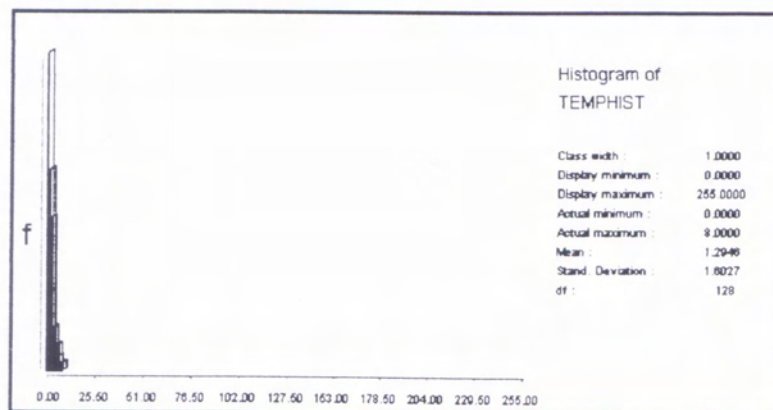 Histogram of
TEMPHIST
Class width : 1.0000
Display minimum : 0.0000
Display maximum : 255.0000
Actual minimum : 0.0000
Actual maximum : 8.0000
Mean : 1.2946
Stand. Deviation : 1.6027
df : 128
f
0.00 25.50 61.00 76.50 102.00 127.50 163.00 178.50 204.00 229.50 255.00